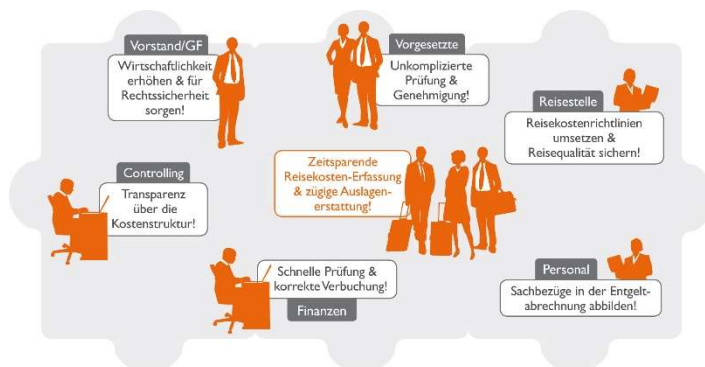 Vorstand/GF
Wirtschaftlichkeit
erhöhen & für
Rechtssicherheit
sorgen!
Vorgesetzte
Unkomplizierte
Prüfung &
Genehmigung!
Reisestelle
Reisekostenrichtlinien
umsetzen &
Reisequalität sichern!
Controlling
Transparenz
über die
Kostenstruktur!
Zeitsparende
Reisekosten-Erfassung
& zügige Auslagen-
erstattung!
Schnelle Prüfung &
korrekte Verbuchung!
Finanzen
Personal
Sachbezüge in der Entgelt-
abrechnung abbilden!